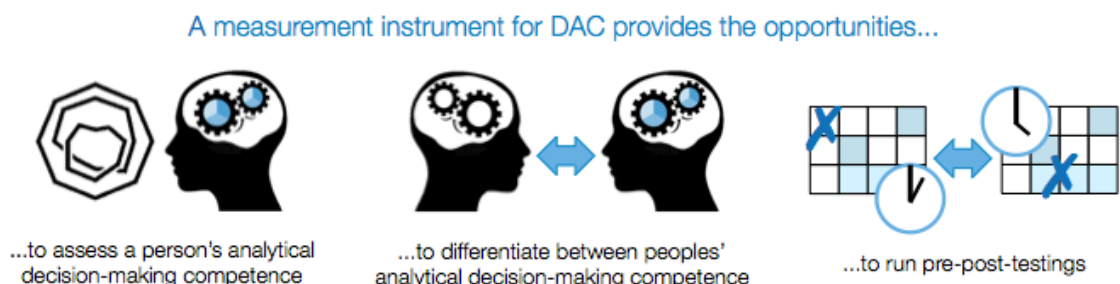 A measurement instrument for DAC provides the opportunities...
...to assess a person's analytical
decision-making competence
...to differentiate between peoples'
analytical decision-making competence
...to run pre-post-testings